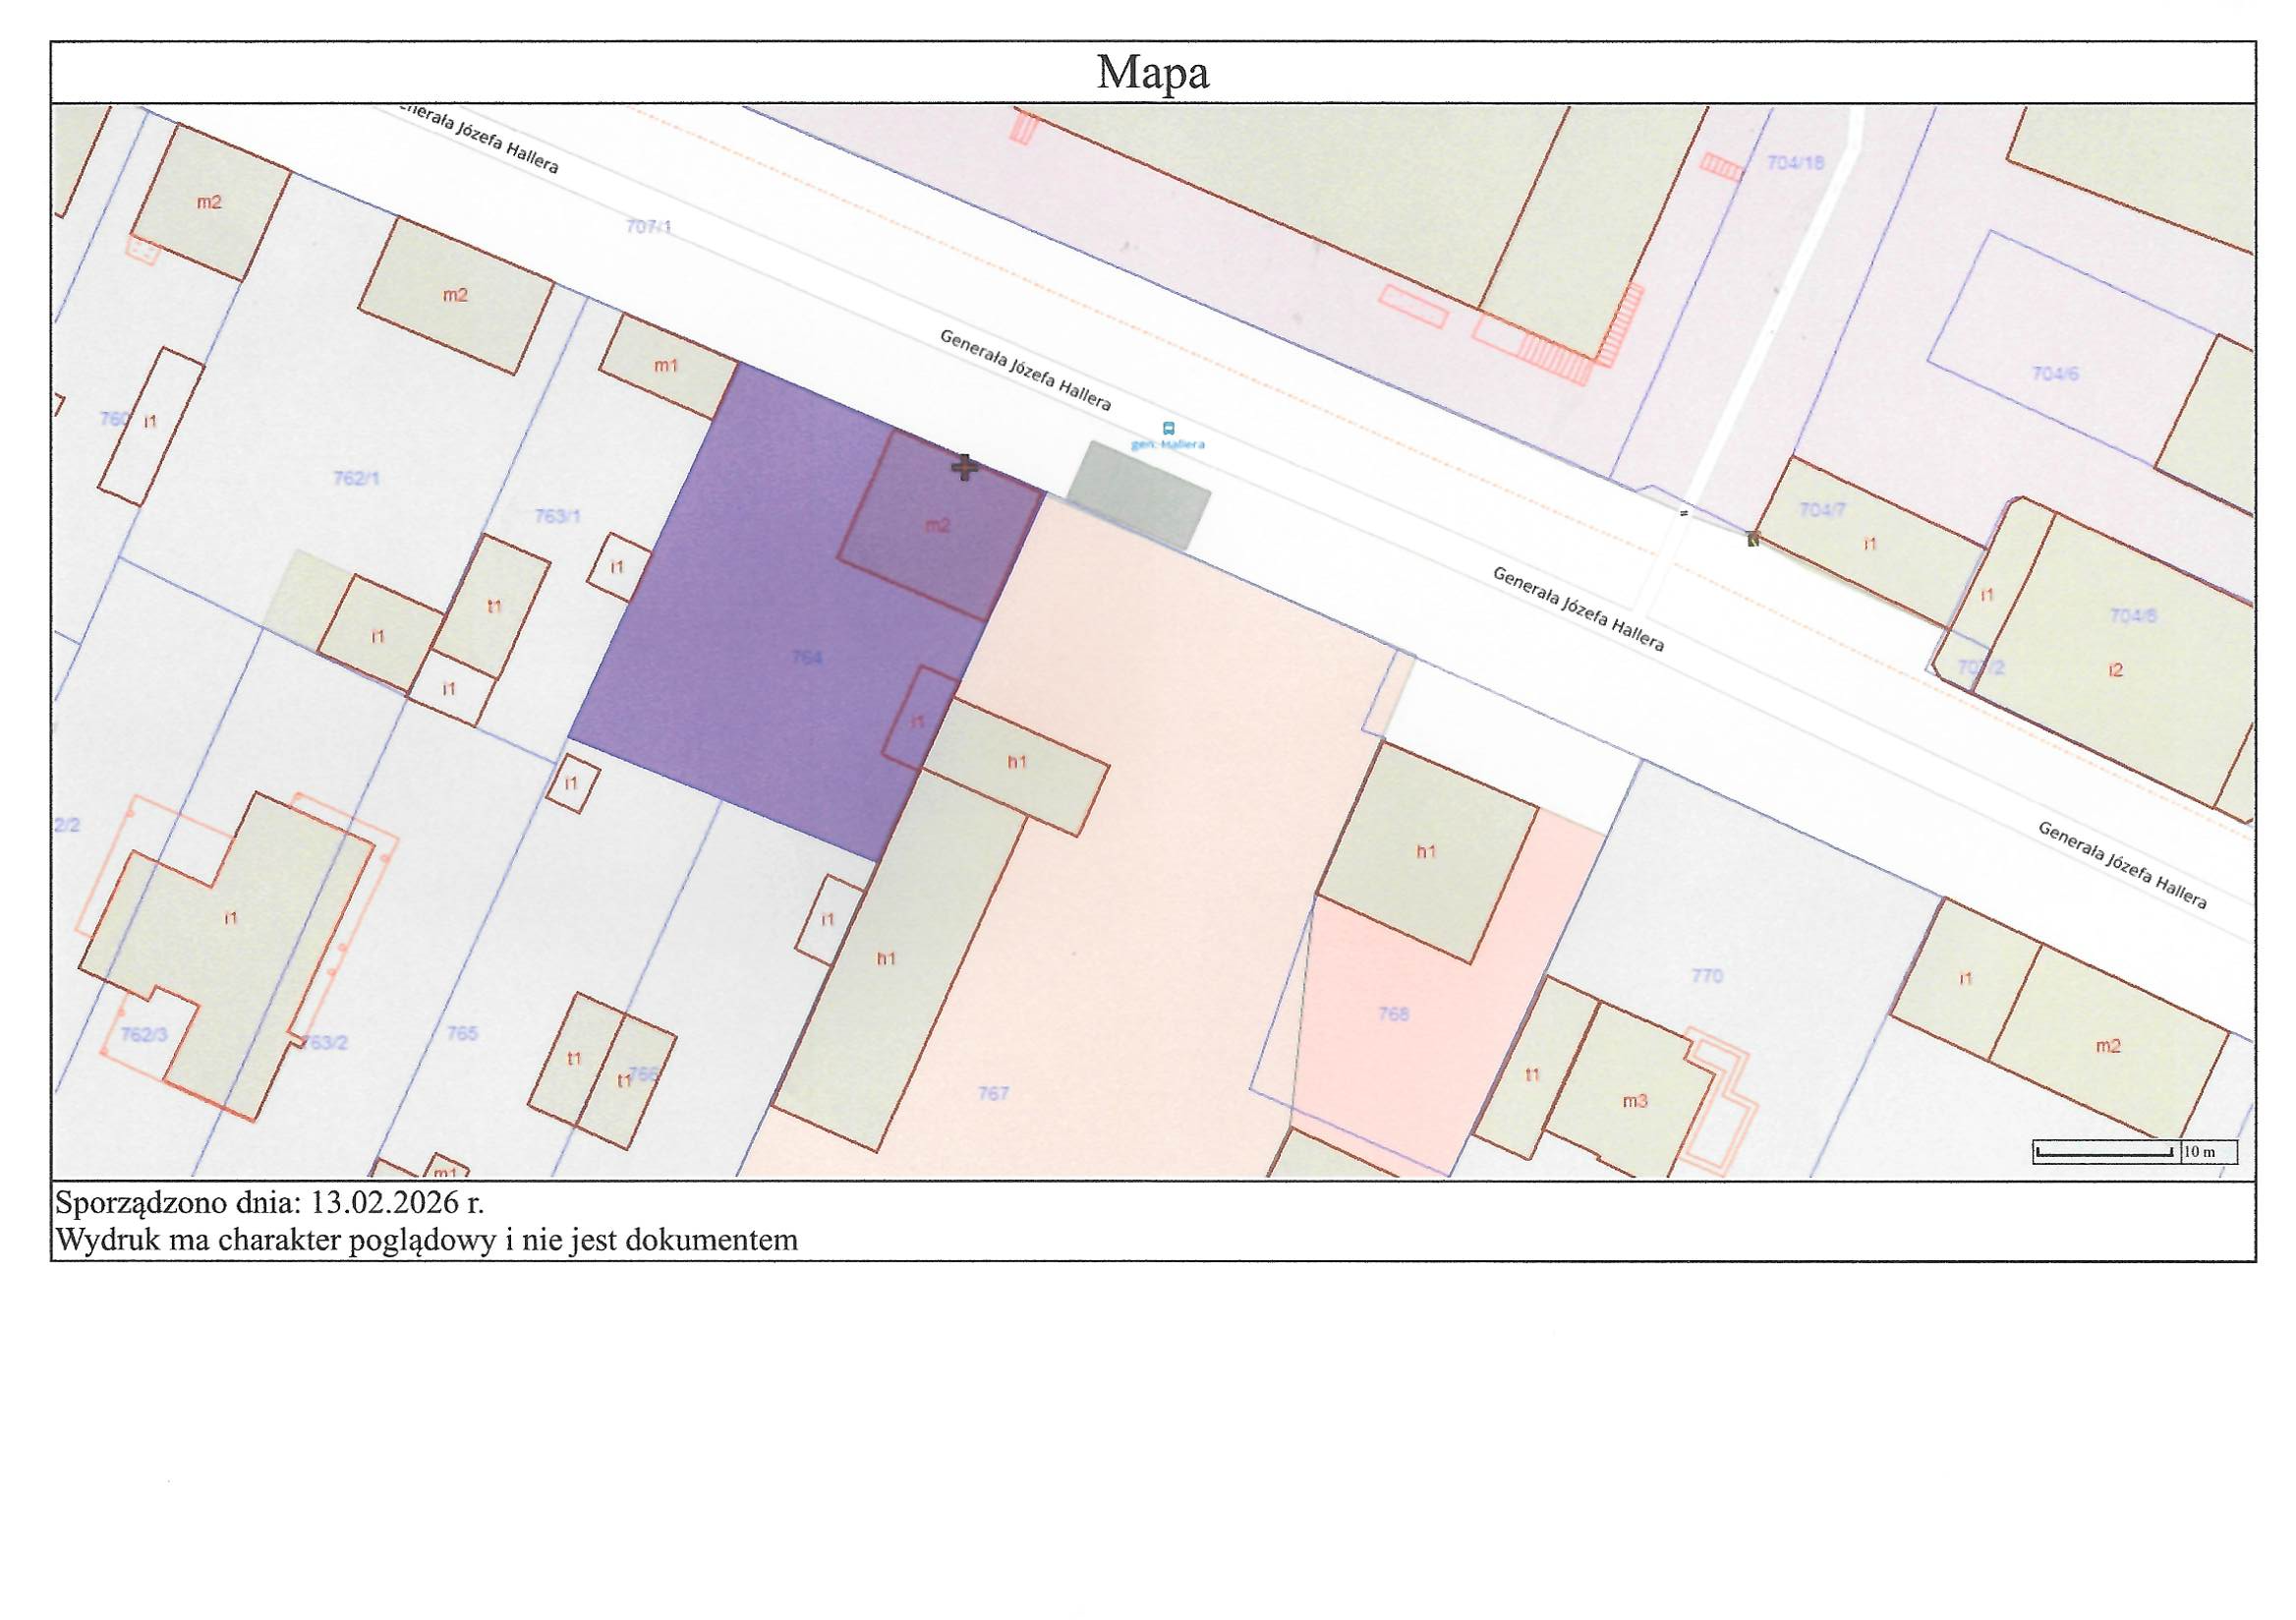 Mapa
Generała Józefa Hallera
704/18
m2
707/1
m2
Generała Józefa Hallera
m1
704/6
760
i1
gen. Hallera
762/1
763/1
704/7
i1
m2
i1
t1
i1
i1
704/8
Generała Józefa Hallera
i1
764
i2
i1
i1
h1
i1
2/2
Generała Józefa Hallera
h1
i1
i1
h1
770
i1
768
762/3
763/2
765
t1
t1
766
767
t1
m3
m2
m1
10 m
Sporządzono dnia: 13.02.2026 r.
Wydruk ma charakter poglądowy i nie jest dokumentem